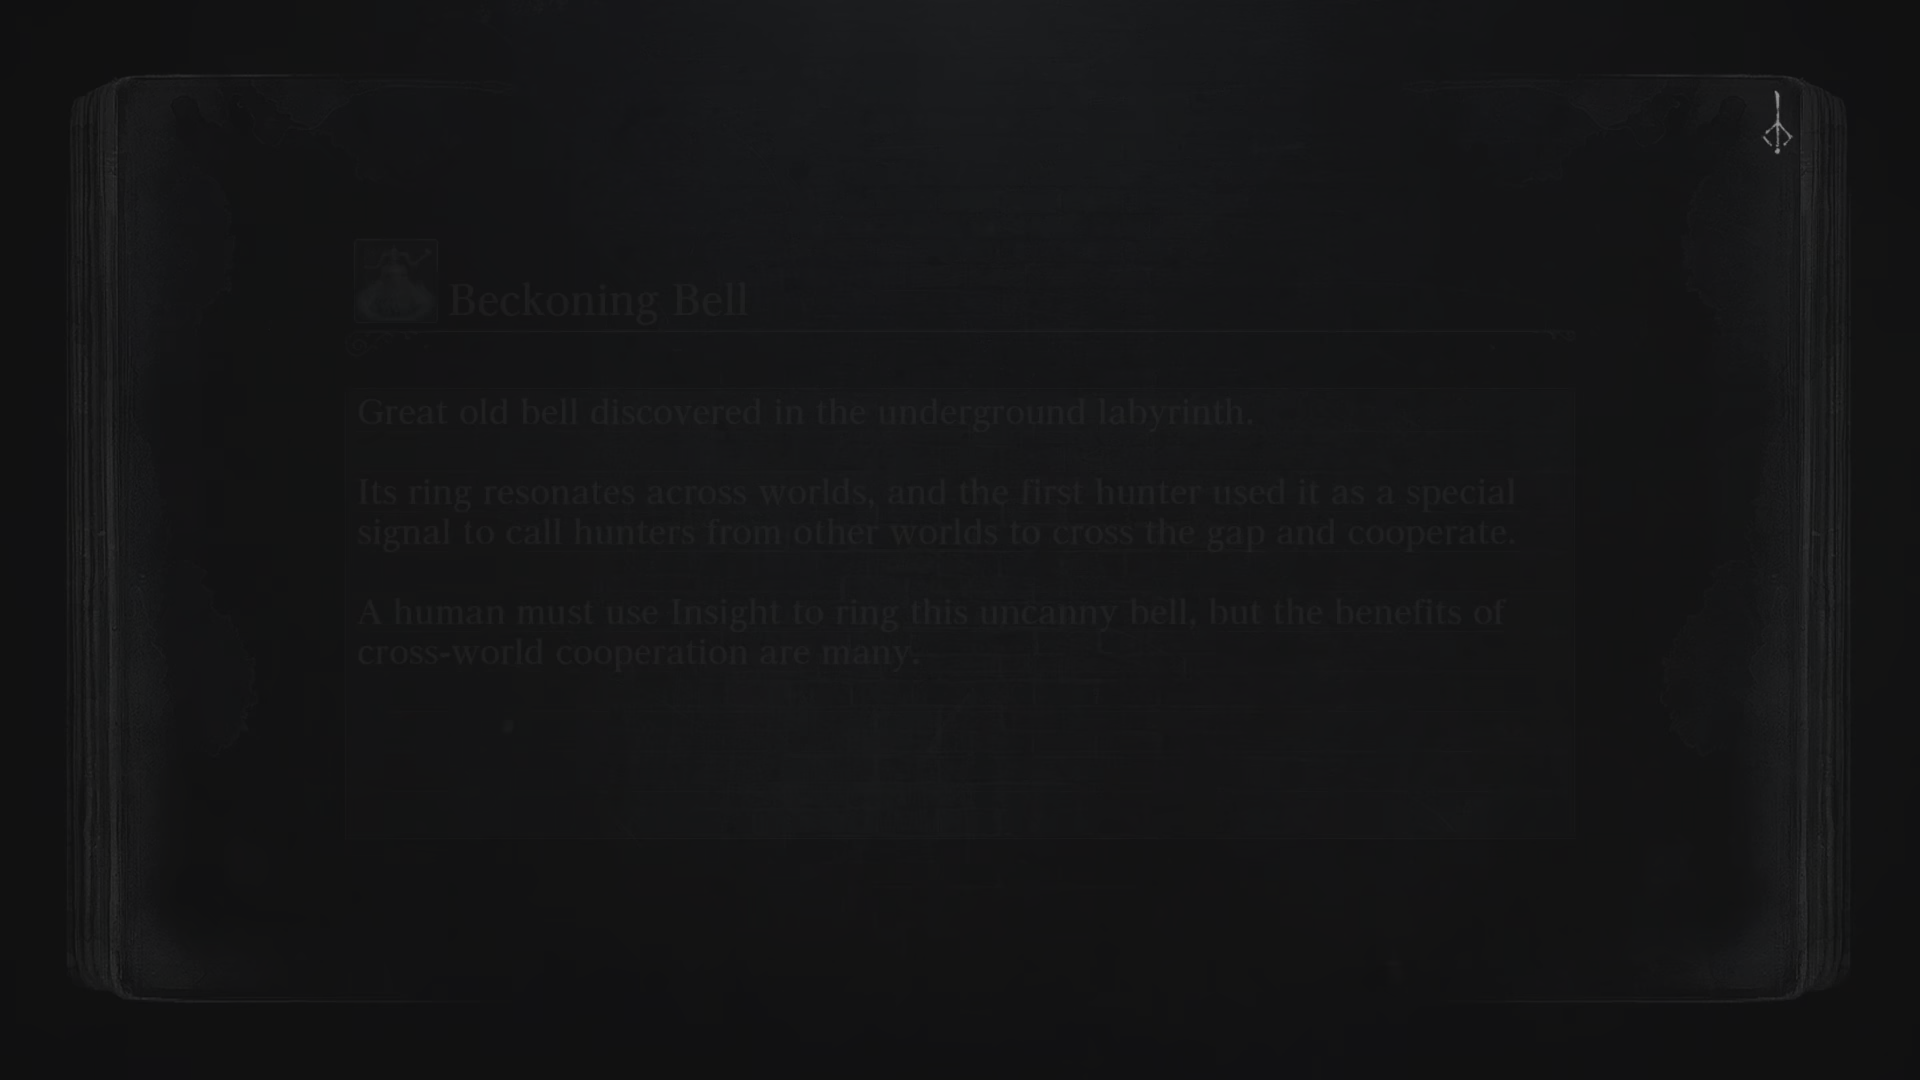 Beckoning Bell
Great old bell discovered in the underground labyrinth.
Its ring resonates across worlds, and the first hunter used it as a special
signal to call hunters from other worlds to cross the gap and cooperate.
A human must use Insight to ring this uncanny bell, but the benefits of
cross-world cooperation are many.